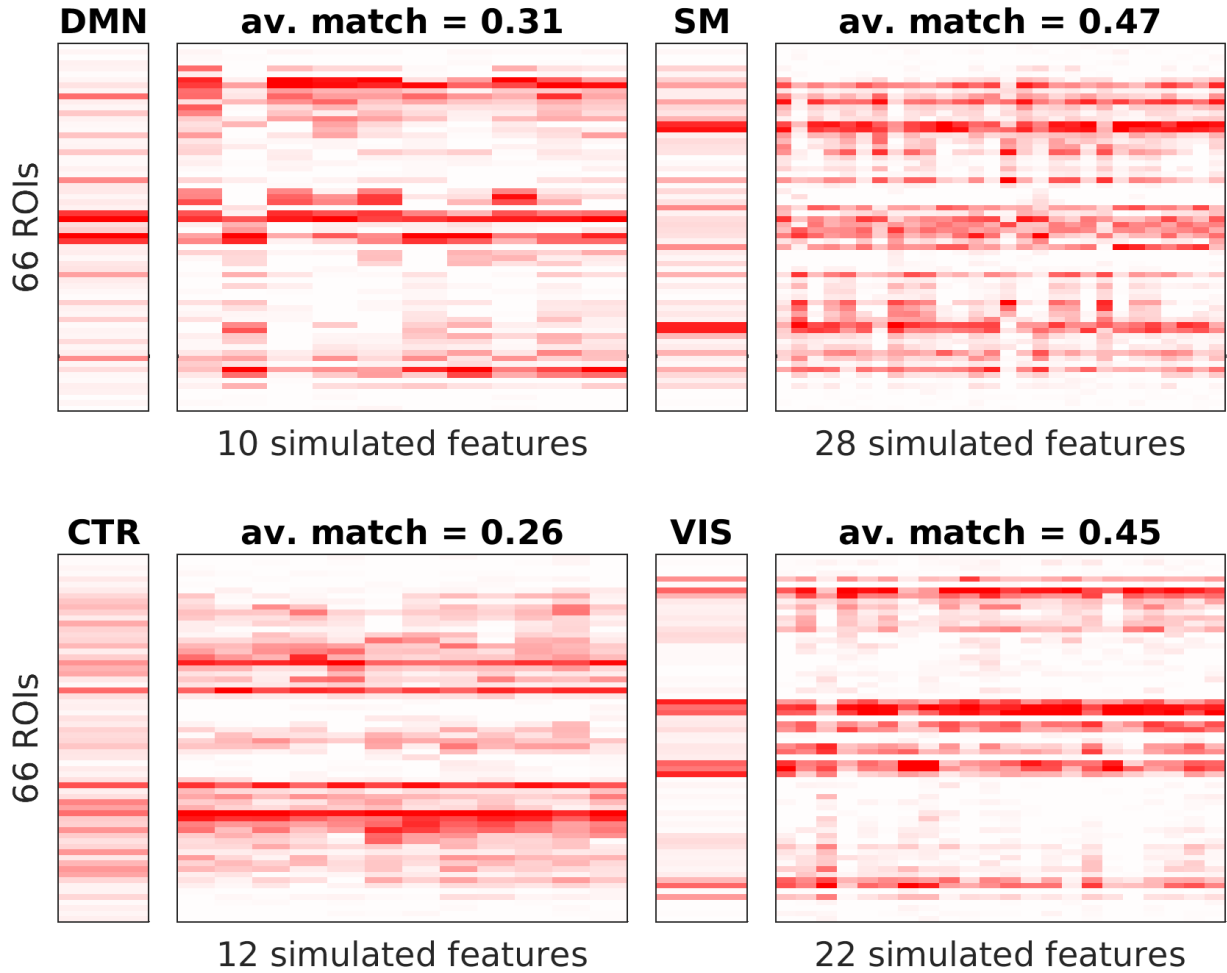 DMN
av. match = 0.31
SM
av. match = 0.47
66 ROIs
10 simulated features
28 simulated features
CTR
av. match = 0.26
VIS
av. match = 0.45
66 ROIs
12 simulated features
22 simulated features